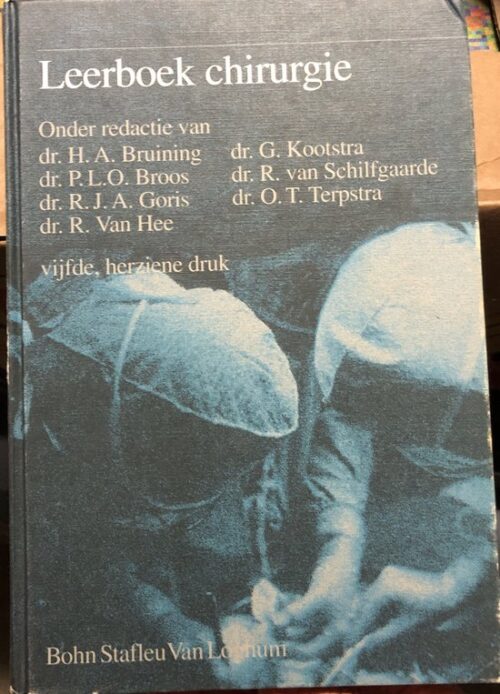 Leerboek chirurgie
Onder redactie van
dr. H. A. Bruining
dr. P. L. O. Broos
dr. R. J. A. Goris
dr. R. Van Hee
dr. G. Kootstra
dr. R. van Schilfgaarde
dr. O. T. Terpstra
vijfde, herziene druk
Bohn Stafleu Van Loghum